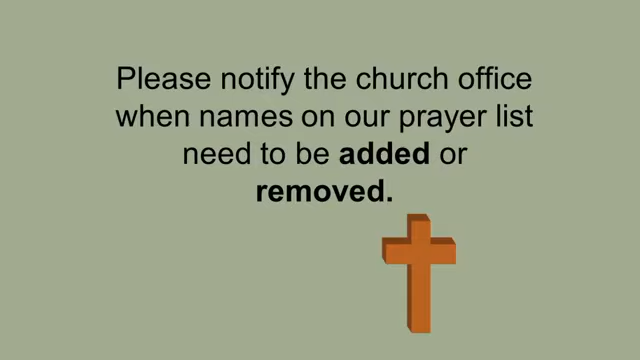 Please notify the church office
when names on our prayer list
need to be added or
removed.